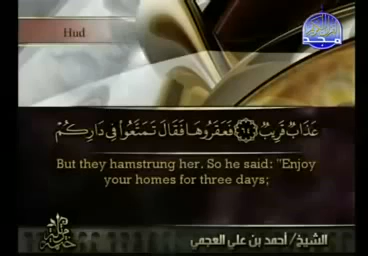 Hud
المجد
عَذَابٌ قَرِيبٌ ٦٤ فَعَقَرُوهَا فَقَالَ تَمَتَّعُوا۟ فِى دَارِكُمْ
But they hamstrung her. So he said: "Enjoy
your homes for three days;
الشيخ/أحمد بن علي العجمي